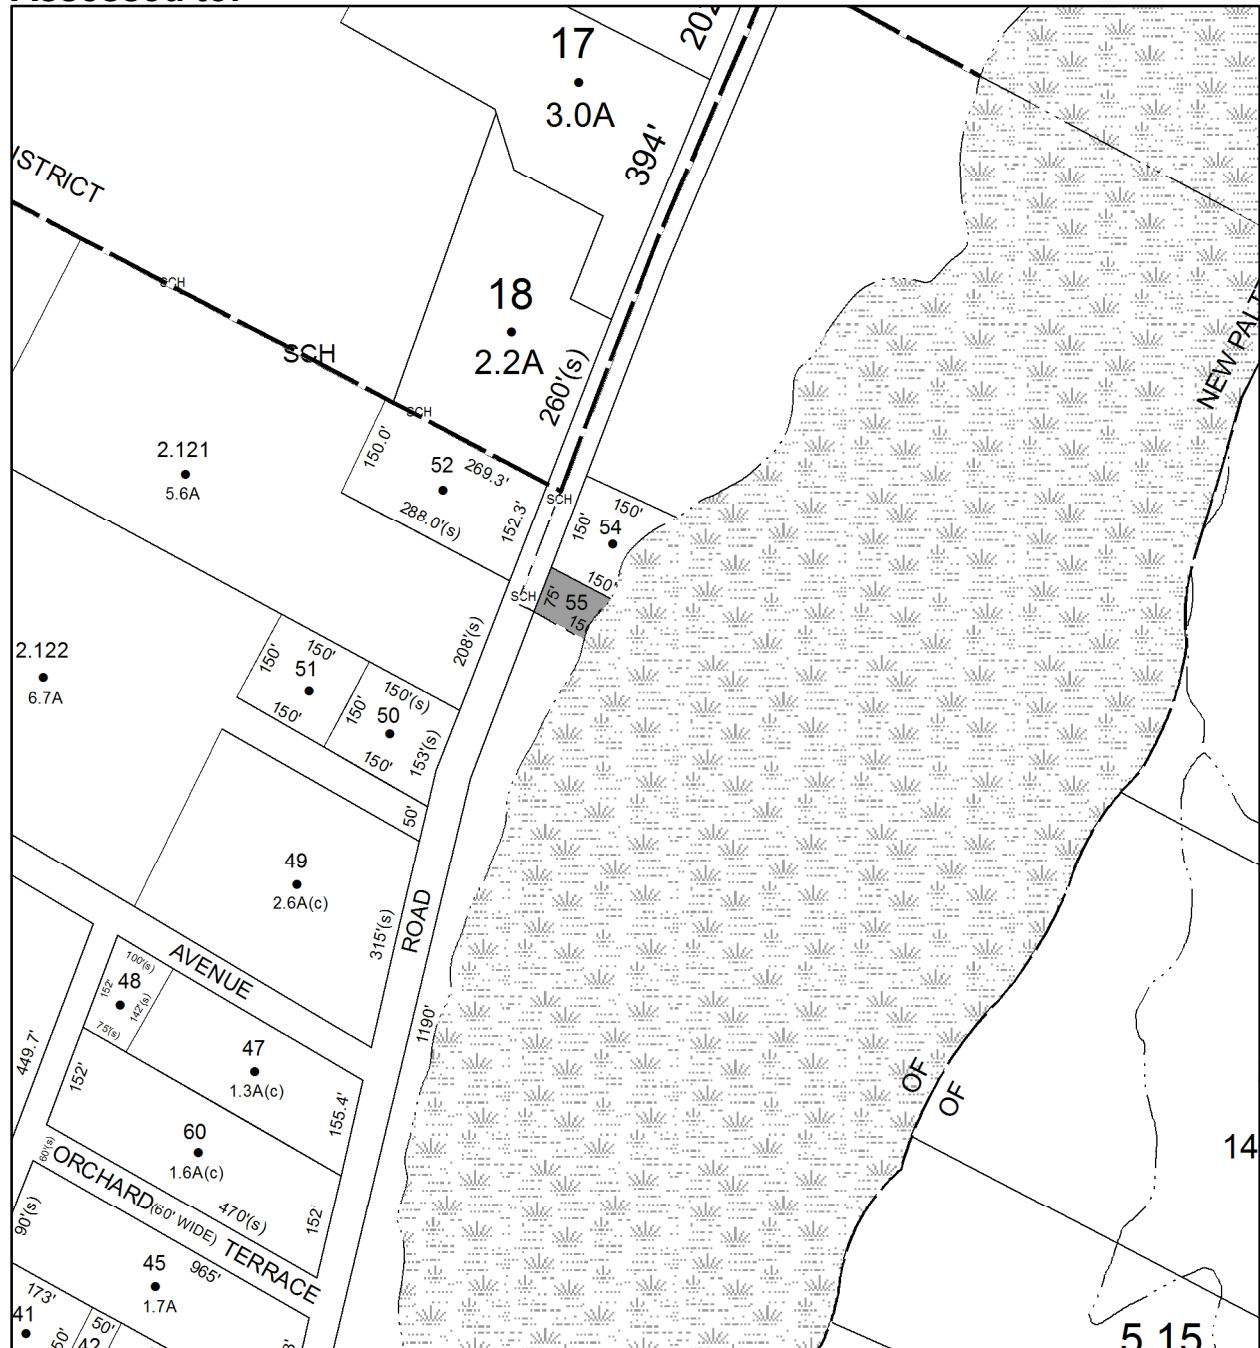 17
3.0A
394'
18
2.2A
260'(s)
SCH
SCH
SCH
2.121
5.6A
150.0'
52
269.3'
288.0'(s)
152.3'
SCH
150'
150'
54
150'
SCH
75'
55
208'(s)
2.122
6.7A
150'
150'
51
150'
150'
150'(s)
50
150'
153'(s)
50'
49
2.6A(c)
315'(s)
ROAD
AVENUE
100'(s)
152'
48
142'(s)
75'(s)
449.7'
152'
47
1.3A(c)
155.4'
1190'
60
1.6A(c)
60'(s)
ORCHARD (60' WIDE) TERRACE
470'(s)
152'
90'(s)
45
1.7A
965'
173'
41
50'
50'
42
NEW
OF
OF
14
5.15